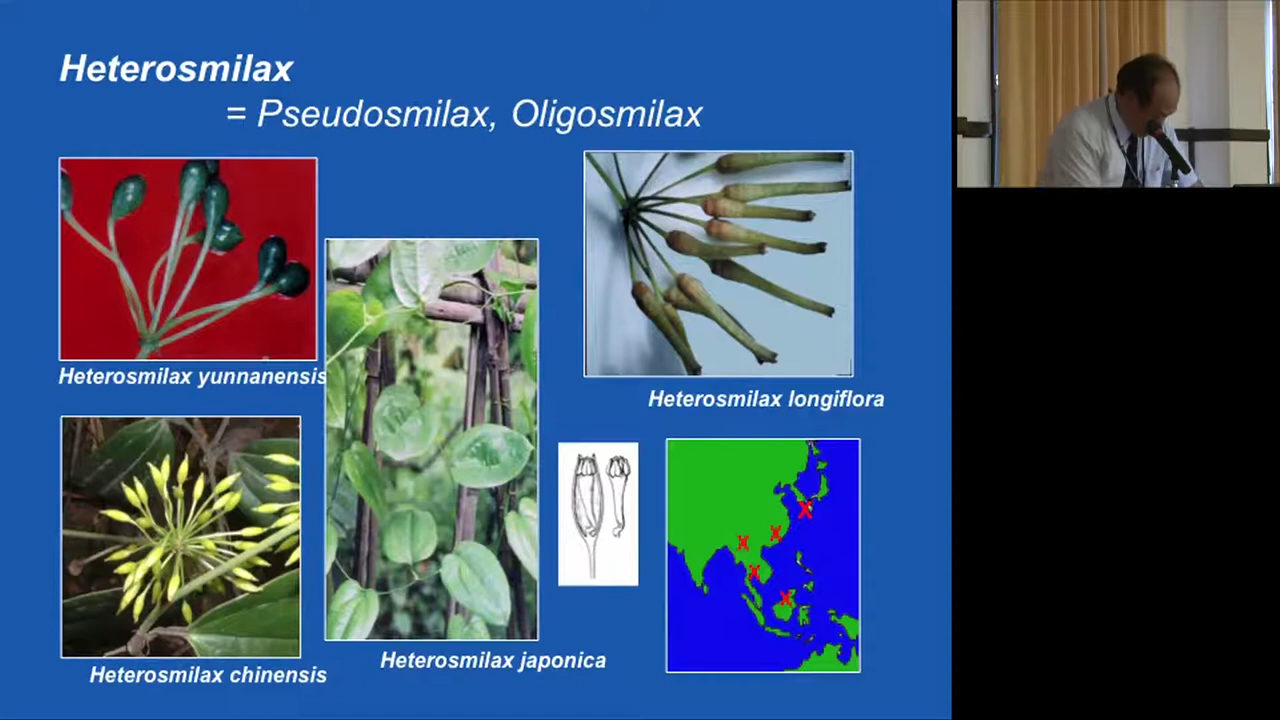 Heterosmilax
= Pseudosmilax, Oligosmilax
Heterosmilax yunnanensis
Heterosmilax longiflora
Heterosmilax japonica
Heterosmilax chinensis